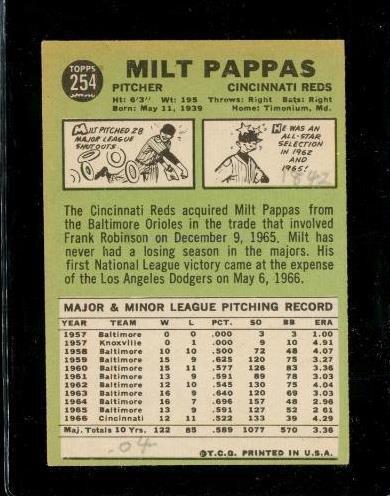 TOPPS
254
MILT PAPPAS
PITCHER CINCINNATI REDS
Ht: 6'3" Wt: 195 Throws: Right Bats: Right
Born: May 11, 1939 Home: Timonium, Md.
MILT PITCHED 28
MAJOR LEAGUE
SHUTOUTS
HE WAS AN
ALL-STAR
SELECTION
IN 1962
AND
1965!
The Cincinnati Reds acquired Milt Pappas from
the Baltimore Orioles in the trade that involved
Frank Robinson on December 9, 1965. Milt has
never had a losing season in the majors. His
first National League victory came at the expense
of the Los Angeles Dodgers on May 6, 1966.
MAJOR & MINOR LEAGUE PITCHING RECORD
YEAR TEAM W L PCT. SO BB ERA
1957 Baltimore 0 0 .000 3 3 1.00
1957 Knoxville 0 1 .000 9 10 4.91
1958 Baltimore 10 10 .500 72 48 4.07
1959 Baltimore 15 9 .625 120 75 3.27
1960 Baltimore 15 11 .577 126 83 3.36
1961 Baltimore 13 9 .591 89 78 3.03
1962 Baltimore 12 10 .545 130 75 4.04
1963 Baltimore 16 9 .640 120 69 3.03
1964 Baltimore 16 7 .696 157 48 2.96
1965 Baltimore 13 9 .591 127 52 2.61
1966 Cincinnati 12 11 .522 133 39 4.29
Maj. Totals 10 Yrs. 122 85 .589 1077 570 3.36
.04
©T.C.G. PRINTED IN U.S.A.